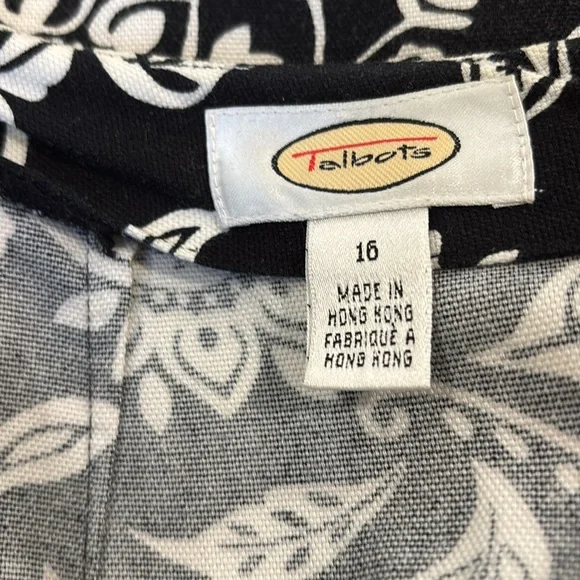 Talbots
16
MADE IN
HONG KONG
FABRIQUÉ À
HONG KONG